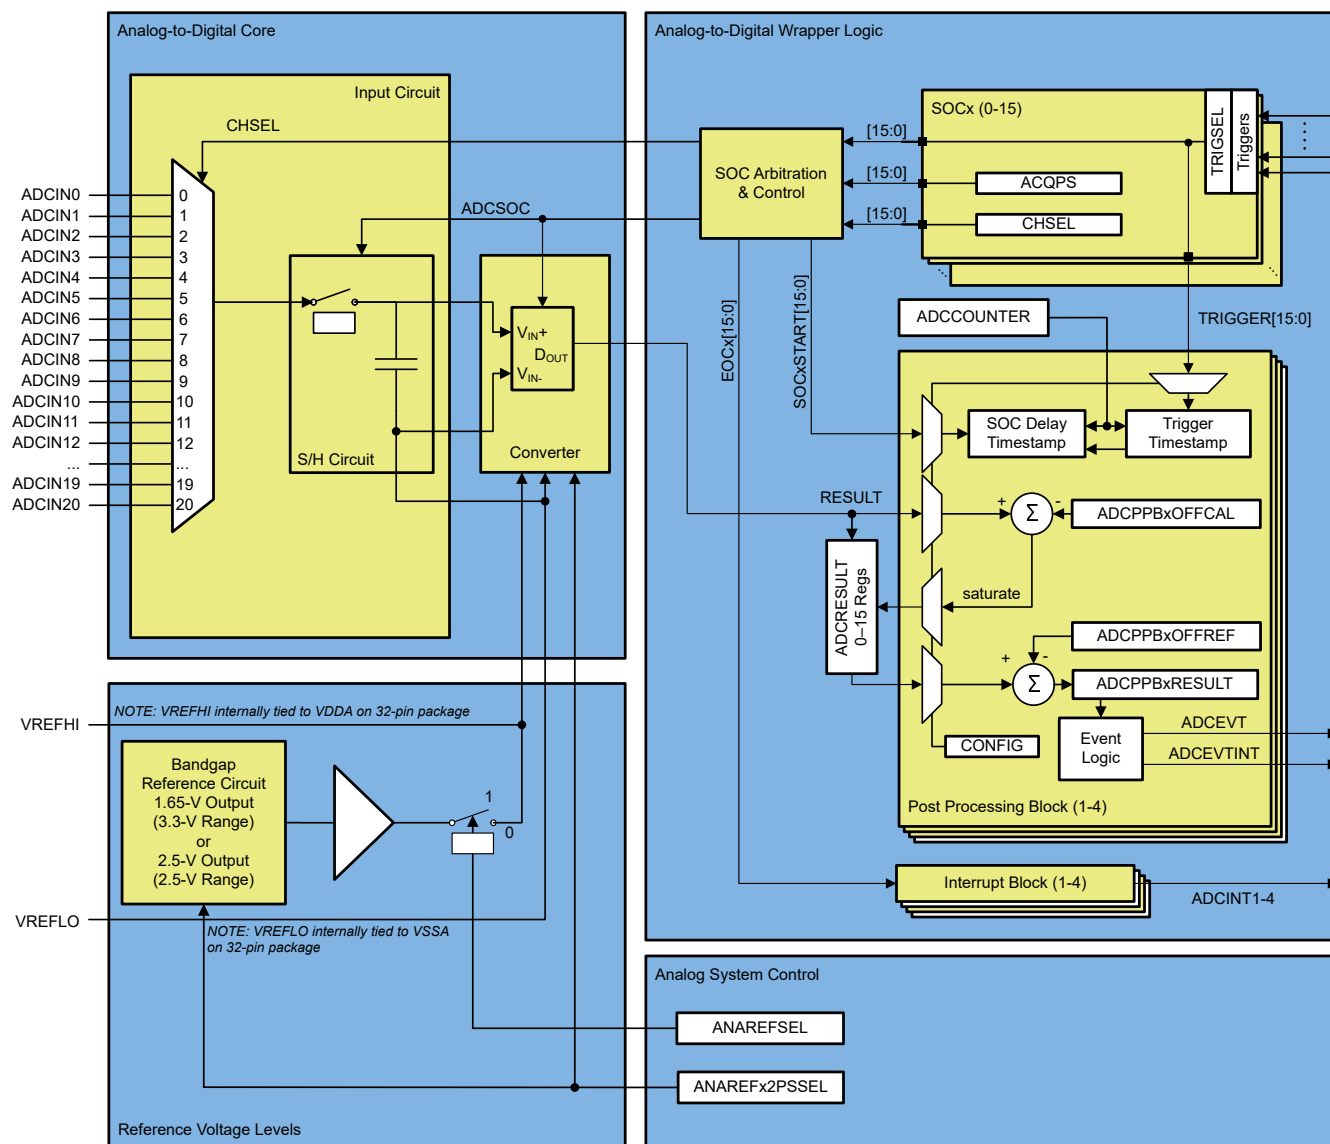 Analog-to-Digital Core
Input Circuit
CHSEL
ADCIN0
ADCIN1
ADCIN2
ADCIN3
ADCIN4
ADCIN5
ADCIN6
ADCIN7
ADCIN8
ADCIN9
ADCIN10
ADCIN11
ADCIN12
...
ADCIN19
ADCIN20
0
1
2
3
4
5
6
7
8
9
10
11
12
...
19
20
ADCSOC
S/H Circuit
VIN+
DOUT
VIN-
Converter
Analog-to-Digital Wrapper Logic
SOC Arbitration
& Control
[15:0]
[15:0]
[15:0]
SOCx (0-15)
TRIGSEL
Triggers
ACQPS
CHSEL
EOCx[15:0]
SOCxSTART[15:0]
ADCCOUNTER
TRIGGER[15:0]
SOC Delay
Timestamp
Trigger
Timestamp
RESULT
+
Σ
-
ADCPPBxOFFCAL
ADCRESULT
0–15 Regs
saturate
ADCPPBxOFFREF
+
-
Σ
ADCPPBxRESULT
CONFIG
Event
Logic
ADCEVT
ADCEVTINT
Post Processing Block (1-4)
Interrupt Block (1-4)
ADCINT1-4
VREFHI
NOTE: VREFHI internally tied to VDDA on 32-pin package
Bandgap
Reference Circuit
1.65-V Output
(3.3-V Range)
or
2.5-V Output
(2.5-V Range)
1
0
VREFLO
NOTE: VREFLO internally tied to VSSA
on 32-pin package
Reference Voltage Levels
Analog System Control
ANAREFSEL
ANAREFx2PSSEL